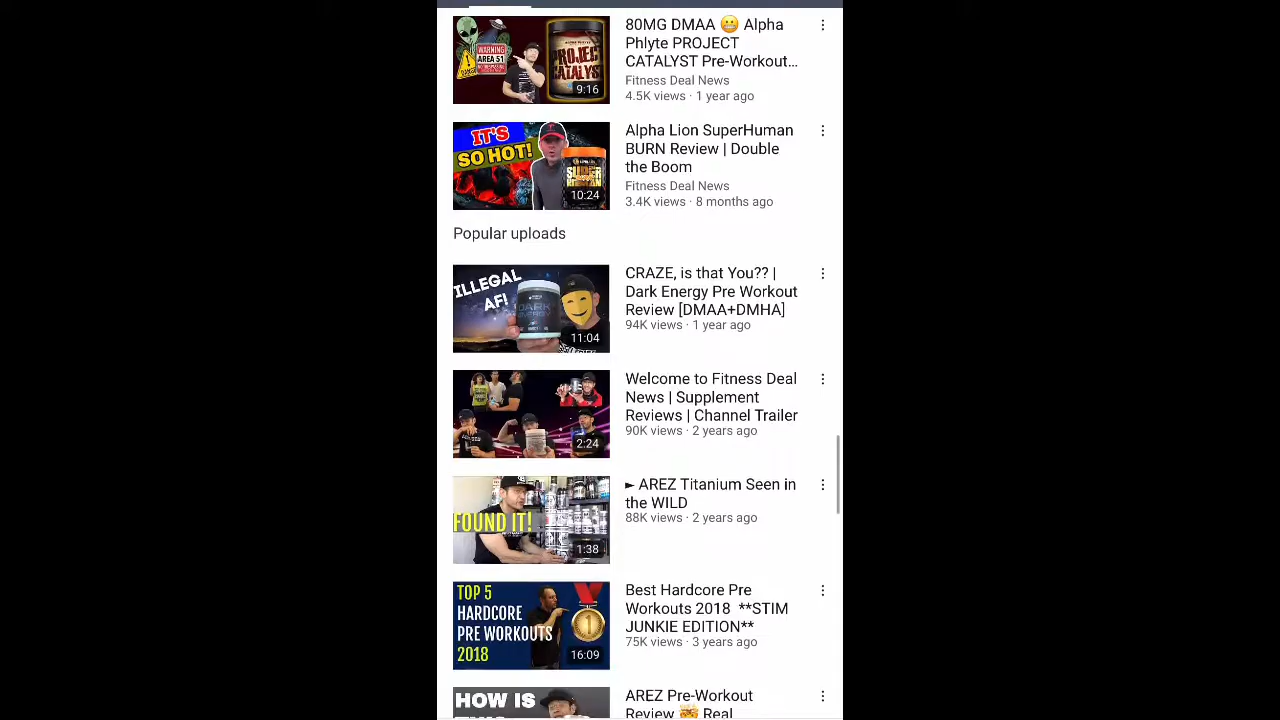 80MG DMAA 😬 Alpha
Phlyte PROJECT
CATALYST Pre-Workout...
Fitness Deal News
4.5K views · 1 year ago
WARNING
AREA 51
PROJECT
CATALYST
9:16
Alpha Lion SuperHuman
BURN Review | Double
the Boom
Fitness Deal News
3.4K views · 8 months ago
IT'S
SO HOT!
SUPER
10:24
Popular uploads
CRAZE, is that You?? |
Dark Energy Pre Workout
Review [DMAA+DMHA]
94K views · 1 year ago
ILLEGAL
AF!
DARK
ENERGY
11:04
Welcome to Fitness Deal
News | Supplement
Reviews | Channel Trailer
90K views · 2 years ago
2:24
► AREZ Titanium Seen in
the WILD
88K views · 2 years ago
FOUND IT!
1:38
Best Hardcore Pre
Workouts 2018 **STIM
JUNKIE EDITION**
75K views · 3 years ago
TOP 5
HARDCORE
PRE WORKOUTS
2018
1
16:09
AREZ Pre-Workout
Review 🤯 Real
HOW IS